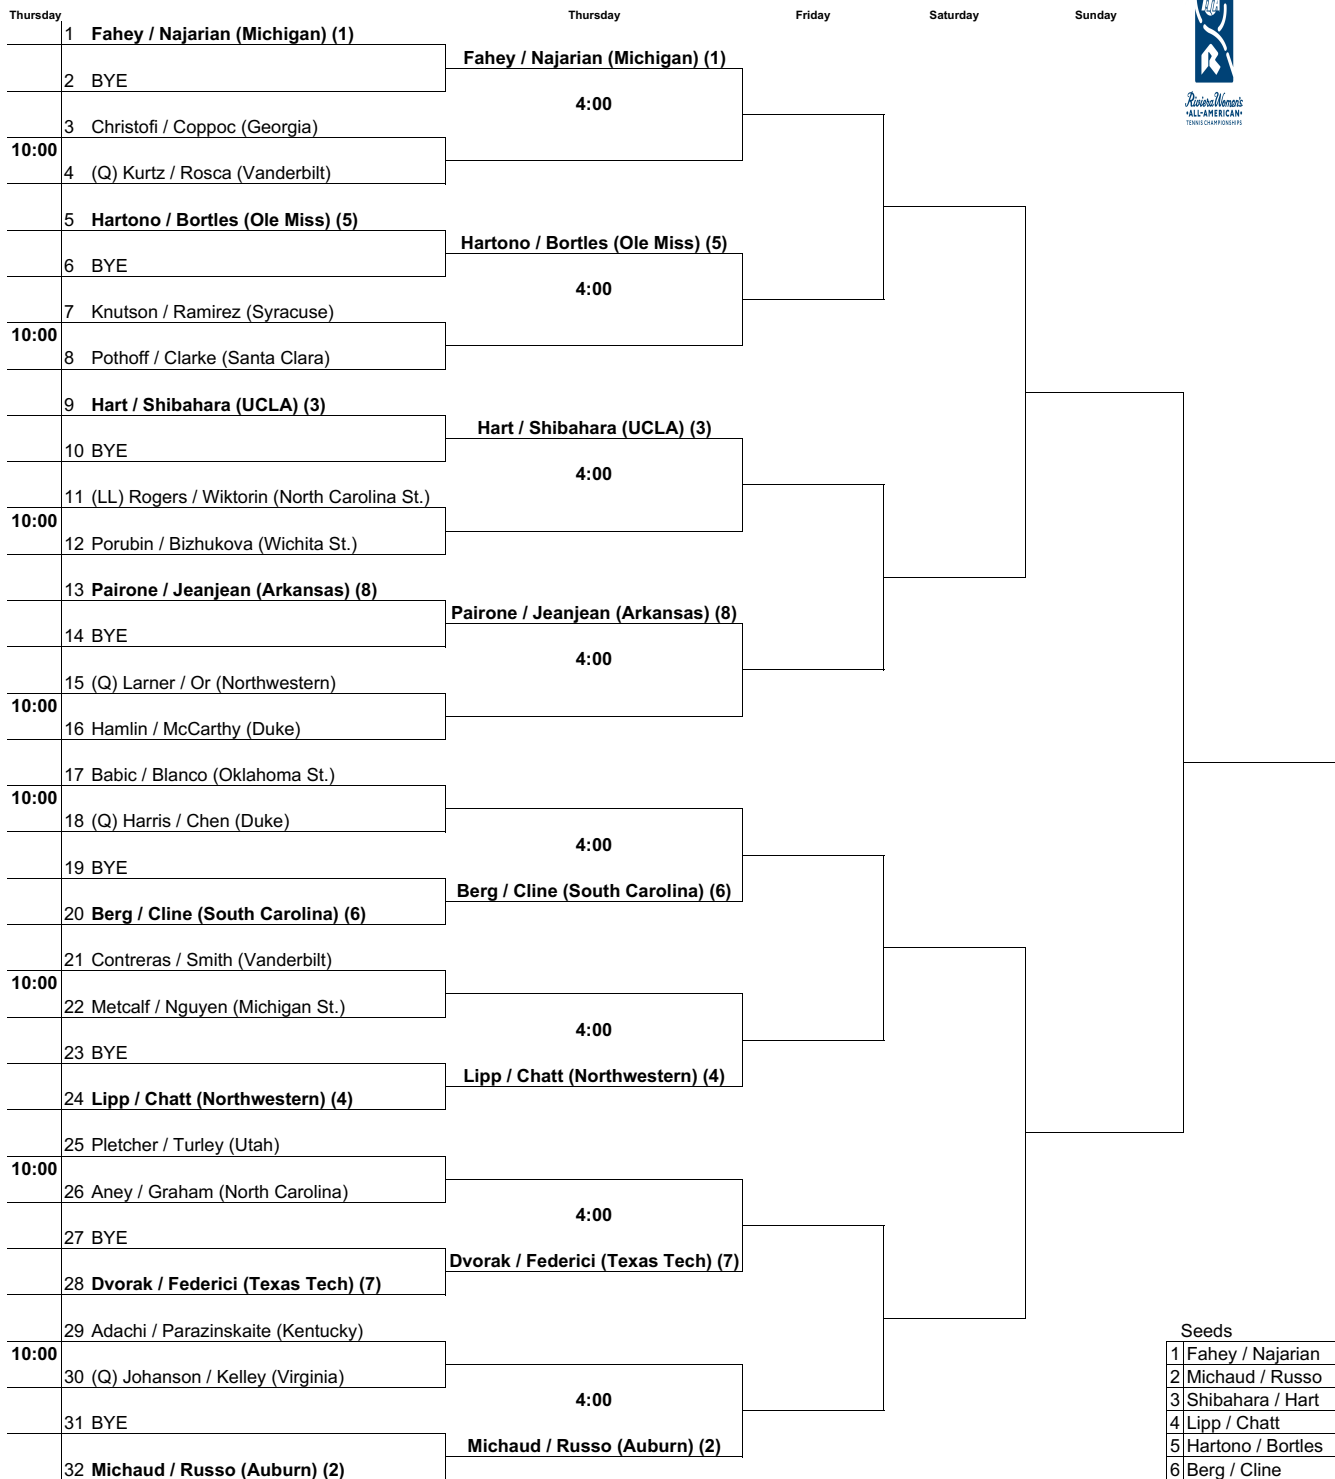 Thursday Thursday Friday Saturday Sunday
1 Fahey / Najarian (Michigan) (1)
Fahey / Najarian (Michigan) (1)
2 BYE
4:00
Riviera Women's
•ALL-AMERICAN•
TENNIS CHAMPIONSHIPS
3 Christofi / Coppoc (Georgia)
10:00
4 (Q) Kurtz / Rosca (Vanderbilt)
5 Hartono / Bortles (Ole Miss) (5)
Hartono / Bortles (Ole Miss) (5)
6 BYE
4:00
7 Knutson / Ramirez (Syracuse)
10:00
8 Pothoff / Clarke (Santa Clara)
9 Hart / Shibahara (UCLA) (3)
Hart / Shibahara (UCLA) (3)
10 BYE
4:00
11 (LL) Rogers / Wiktorin (North Carolina St.)
10:00
12 Porubin / Bizhukova (Wichita St.)
13 Pairone / Jeanjean (Arkansas) (8)
Pairone / Jeanjean (Arkansas) (8)
14 BYE
4:00
15 (Q) Larner / Or (Northwestern)
10:00
16 Hamlin / McCarthy (Duke)
17 Babic / Blanco (Oklahoma St.)
10:00
18 (Q) Harris / Chen (Duke)
4:00
19 BYE
Berg / Cline (South Carolina) (6)
20 Berg / Cline (South Carolina) (6)
21 Contreras / Smith (Vanderbilt)
10:00
22 Metcalf / Nguyen (Michigan St.)
4:00
23 BYE
Lipp / Chatt (Northwestern) (4)
24 Lipp / Chatt (Northwestern) (4)
25 Pletcher / Turley (Utah)
10:00
26 Aney / Graham (North Carolina)
4:00
27 BYE
Dvorak / Federici (Texas Tech) (7)
28 Dvorak / Federici (Texas Tech) (7)
29 Adachi / Parazinskaite (Kentucky)
10:00
30 (Q) Johanson / Kelley (Virginia)
4:00
31 BYE
Michaud / Russo (Auburn) (2)
32 Michaud / Russo (Auburn) (2)
Seeds
1 Fahey / Najarian
2 Michaud / Russo
3 Shibahara / Hart
4 Lipp / Chatt
5 Hartono / Bortles
6 Berg / Cline